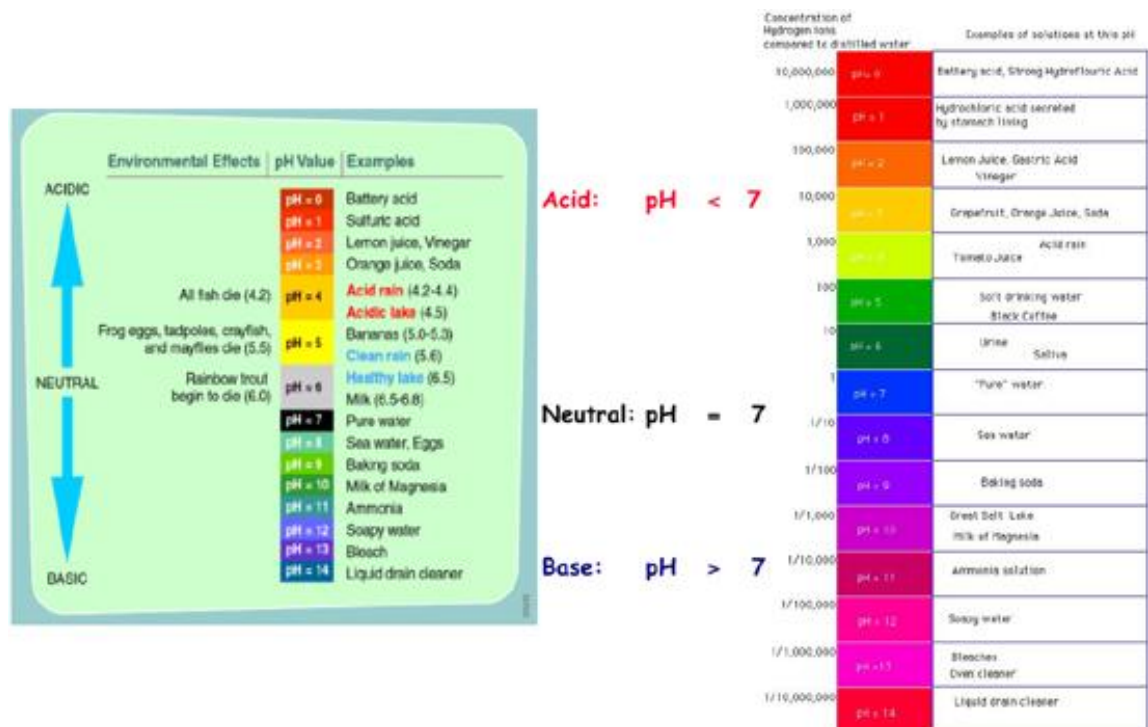 Environmental Effects pH Value Examples
ACIDIC
pH = 0 Battery acid
pH = 1 Sulfuric acid
pH = 2 Lemon juice, Vinegar
pH = 3 Orange juice, Soda
All fish die (4.2) pH = 4 Acid rain (4.2-4.4)
Acidic lake (4.5)
Frog eggs, tadpoles, crayfish,
and mayflies die (5.5)
pH = 5 Bananas (5.0-5.3)
Clean rain (5.6)
NEUTRAL
Rainbow trout
begin to die (6.0)
pH = 6 Healthy lake (6.5)
Milk (6.5-6.8)
pH = 7 Pure water
pH = 8 Sea water, Eggs
pH = 9 Baking soda
pH = 10 Milk of Magnesia
pH = 11 Ammonia
pH = 12 Soapy water
pH = 13 Bleach
pH = 14 Liquid drain cleaner
BASIC
Acid: pH < 7
Neutral: pH = 7
Base: pH > 7
Concentration of
Hydrogen ions
compared to distilled water
Examples of solutions at this pH
10,000,000 pH = 0 Battery acid, Strong Hydroflouric Acid
1,000,000 pH = 1 Hydrochloric acid secreted
by stomach lining
100,000 pH = 2 Lemon Juice, Gastric Acid
Vinegar
10,000 pH = 3 Grapefruit, Orange Juice, Soda
1,000 pH = 4 Acid rain
Tomato Juice
100 pH = 5 Soft drinking water
Black Coffee
10 pH = 6 Urine
Saliva
1 pH = 7 "Pure" water
1/10 pH = 8 Sea water
1/100 pH = 9 Baking soda
1/1,000 pH = 10 Great Salt Lake
Milk of Magnesia
1/10,000 pH = 11 Ammonia solution
1/100,000 pH = 12 Soapy water
1/1,000,000 pH =13 Bleaches
Oven cleaner
1/10,000,000 pH = 14 Liquid drain cleaner